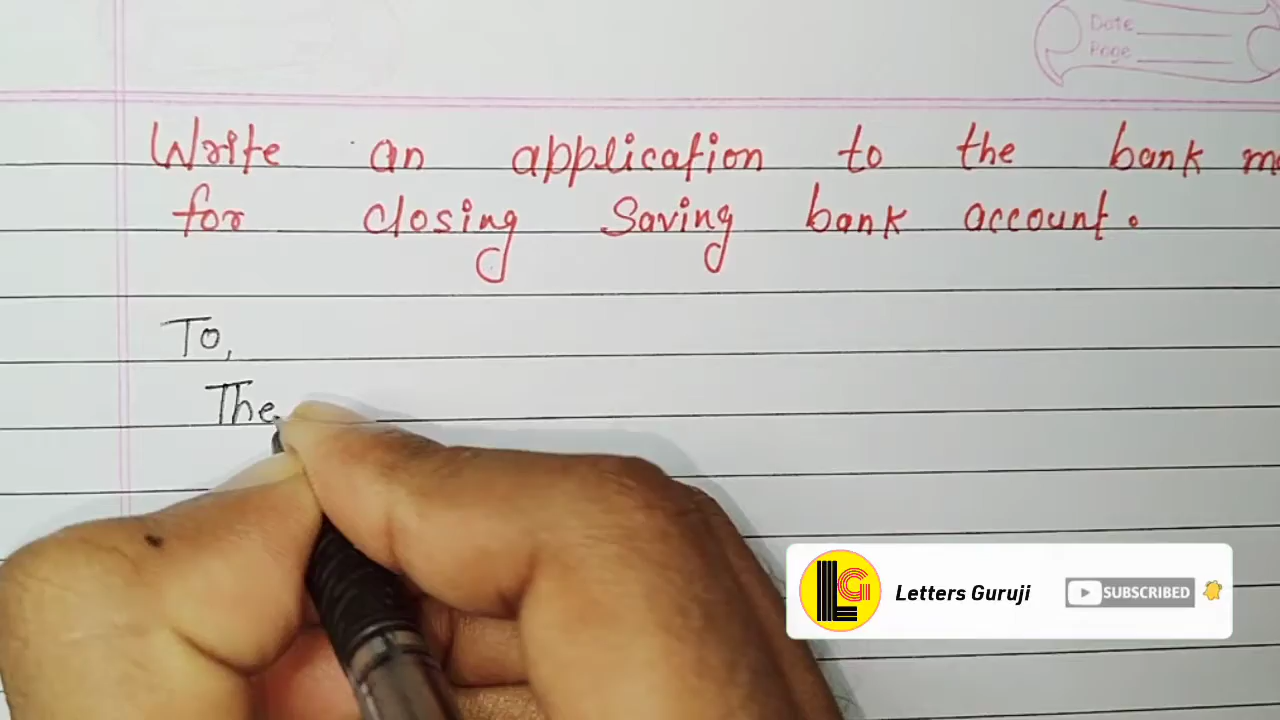 Date
Page
Write an application to the bank
for closing Saving bank account.
To,
The
Letters Guruji
SUBSCRIBED